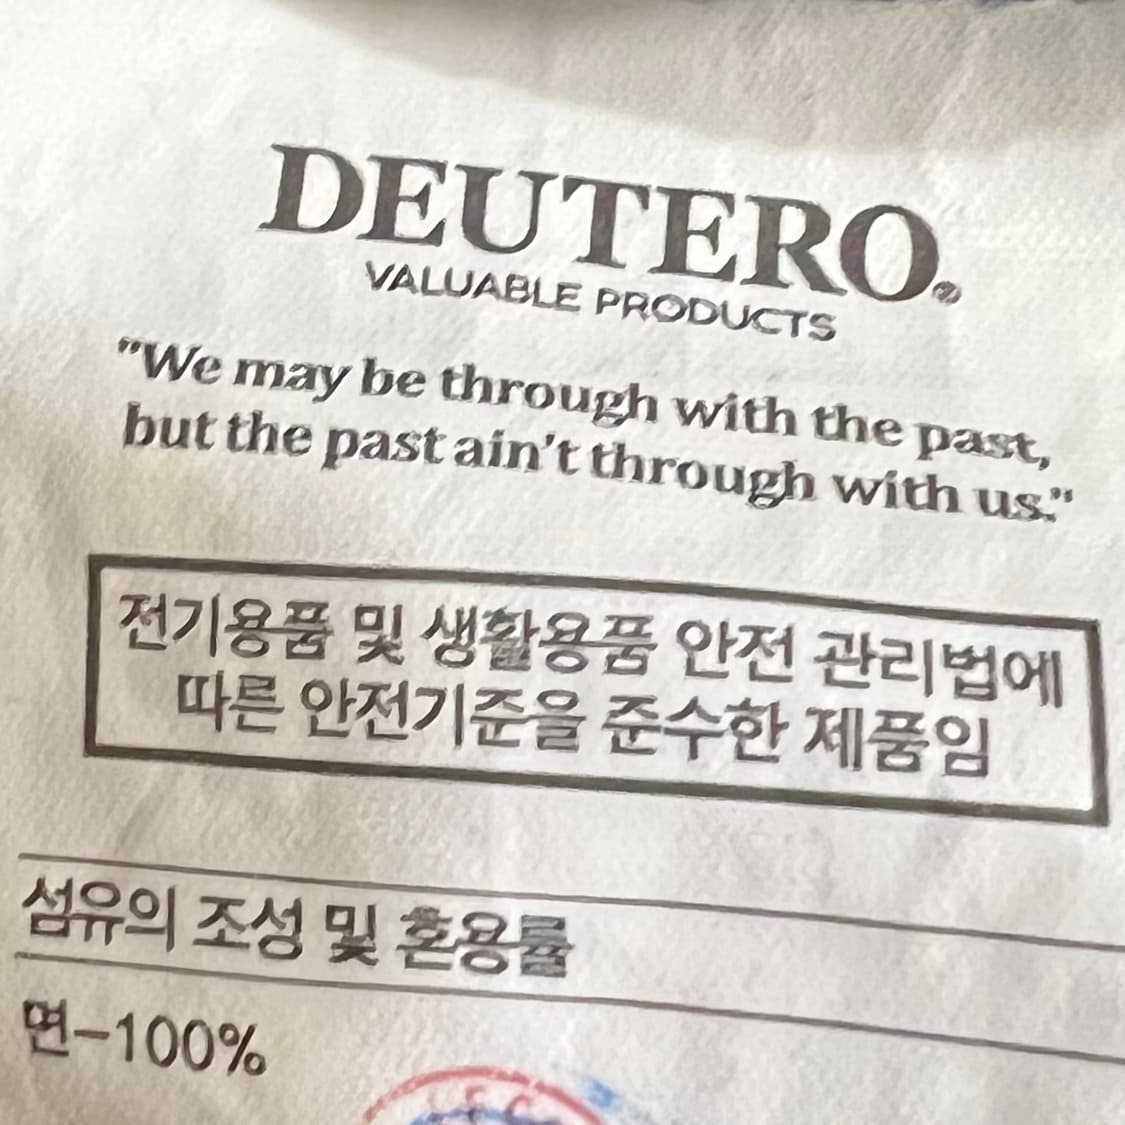 DEUTERO®
VALUABLE PRODUCTS
"We may be through with the past,
but the past ain't through with us."
전기용품 및 생활용품 안전 관리법에
따른 안전기준을 준수한 제품임
섬유의 조성 및 혼용률
면-100%